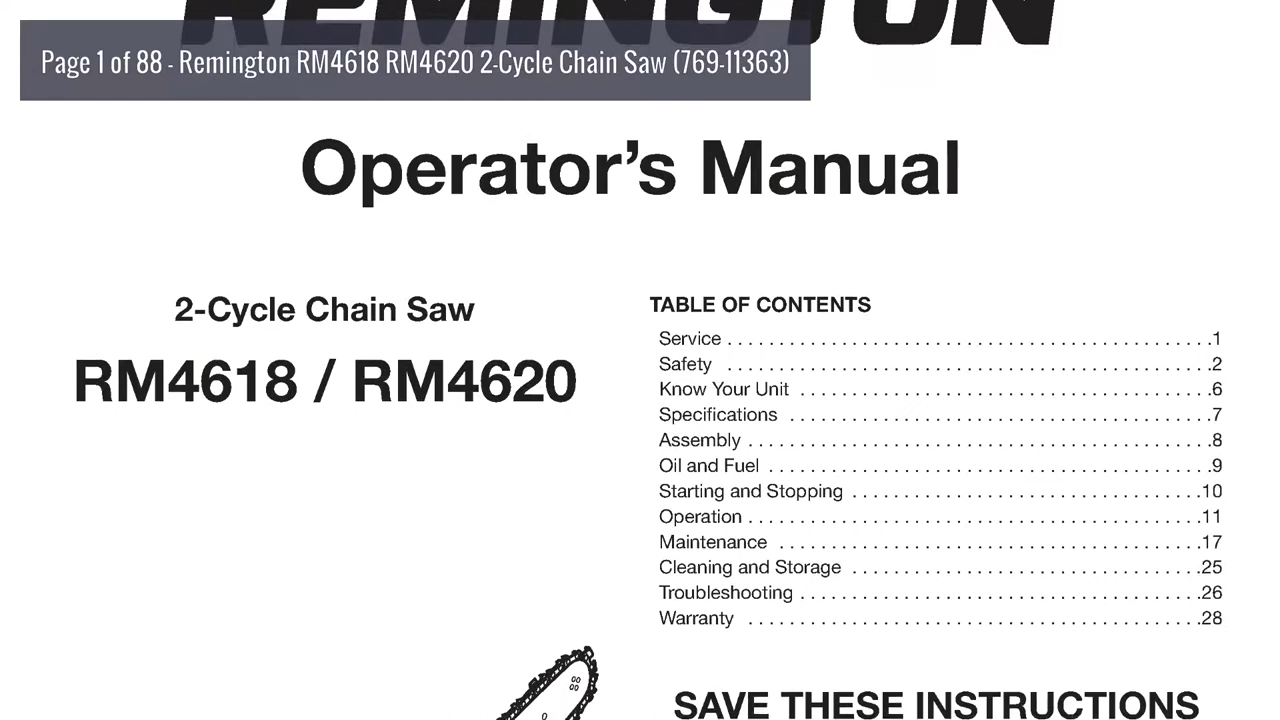 REMINGTON
Page 1 of 88 - Remington RM4618 RM4620 2-Cycle Chain Saw (769-11363)
Operator’s Manual
2-Cycle Chain Saw
RM4618 / RM4620
TABLE OF CONTENTS
Service . . . . . . . . . . . . . . . . . . . . . . . . . . . . . . . . . . . . . . . .1
Safety . . . . . . . . . . . . . . . . . . . . . . . . . . . . . . . . . . . . . . . .2
Know Your Unit . . . . . . . . . . . . . . . . . . . . . . . . . . . . . . . . . .6
Specifications . . . . . . . . . . . . . . . . . . . . . . . . . . . . . . . . . . .7
Assembly . . . . . . . . . . . . . . . . . . . . . . . . . . . . . . . . . . . . . .8
Oil and Fuel . . . . . . . . . . . . . . . . . . . . . . . . . . . . . . . . . . . .9
Starting and Stopping . . . . . . . . . . . . . . . . . . . . . . . . . . . . .10
Operation . . . . . . . . . . . . . . . . . . . . . . . . . . . . . . . . . . . . .11
Maintenance . . . . . . . . . . . . . . . . . . . . . . . . . . . . . . . . . . .17
Cleaning and Storage . . . . . . . . . . . . . . . . . . . . . . . . . . . . .25
Troubleshooting . . . . . . . . . . . . . . . . . . . . . . . . . . . . . . . . .26
Warranty . . . . . . . . . . . . . . . . . . . . . . . . . . . . . . . . . . . . . .28
SAVE THESE INSTRUCTIONS